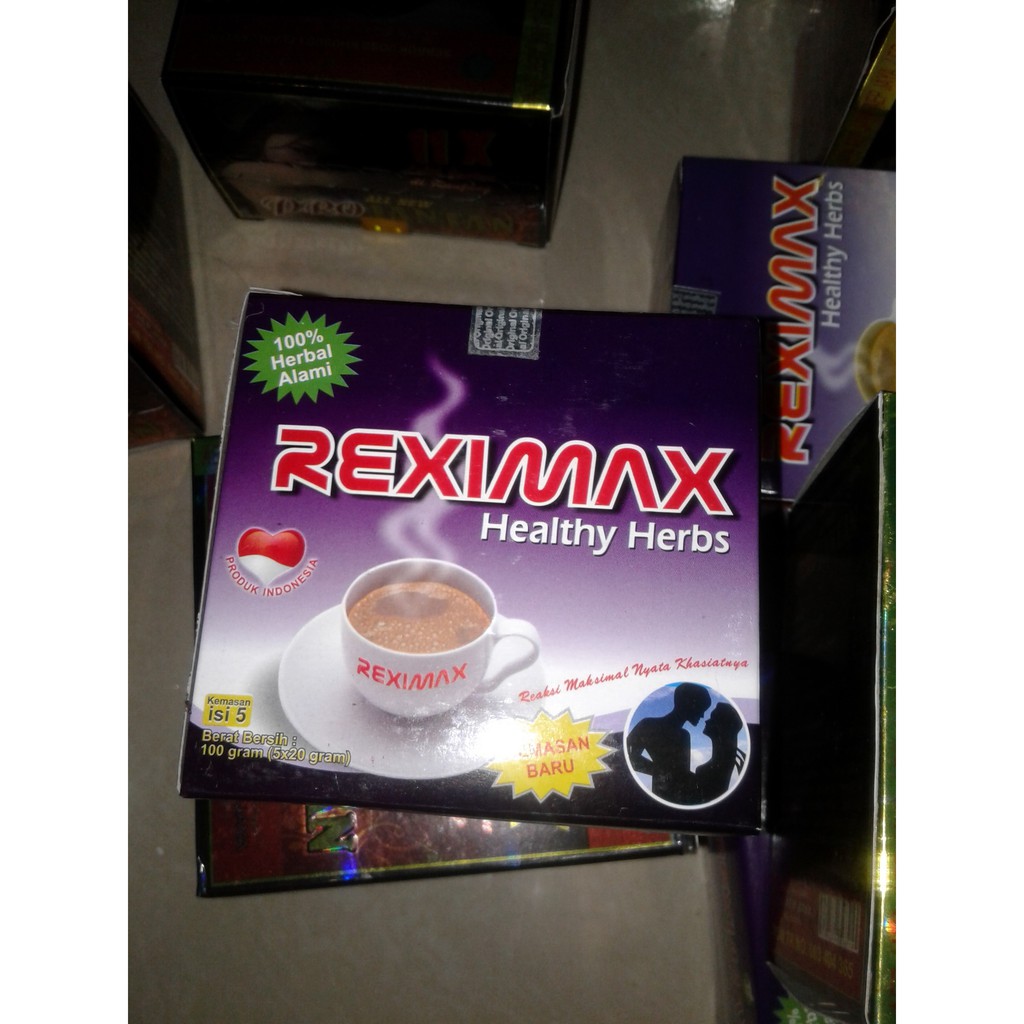 100%
Herbal
Alami
REXIMAX
Healthy Herbs
PRODUK INDONESIA
REXIMAX
Reaksi Maksimal Nyata Khasiatnya
Kemasan
isi 5
Berat Bersih :
100 gram (5x20 gram)
BARU
REXIMAX
Healthy Herbs